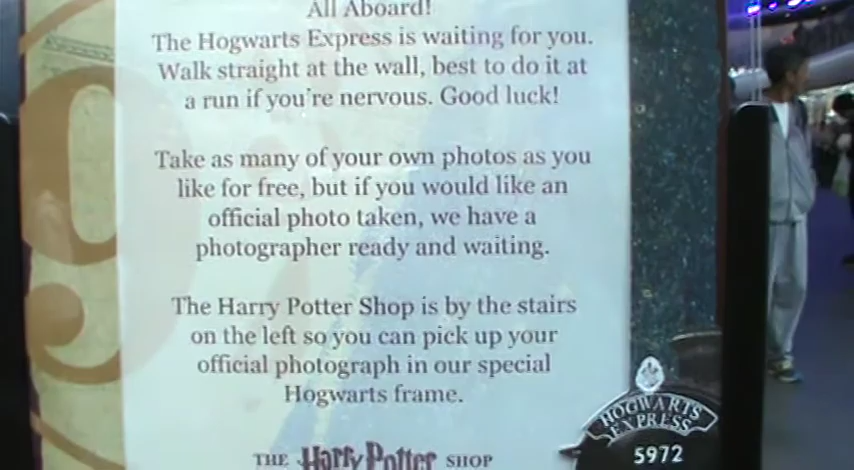 All Aboard!
The Hogwarts Express is waiting for you.
Walk straight at the wall, best to do it at
a run if you're nervous. Good luck!
Take as many of your own photos as you
like for free, but if you would like an
official photo taken, we have a
photographer ready and waiting.
The Harry Potter Shop is by the stairs
on the left so you can pick up your
official photograph in our special
Hogwarts frame.
THE Harry Potter SHOP
9
HOGWARTS
EXPRESS
5972